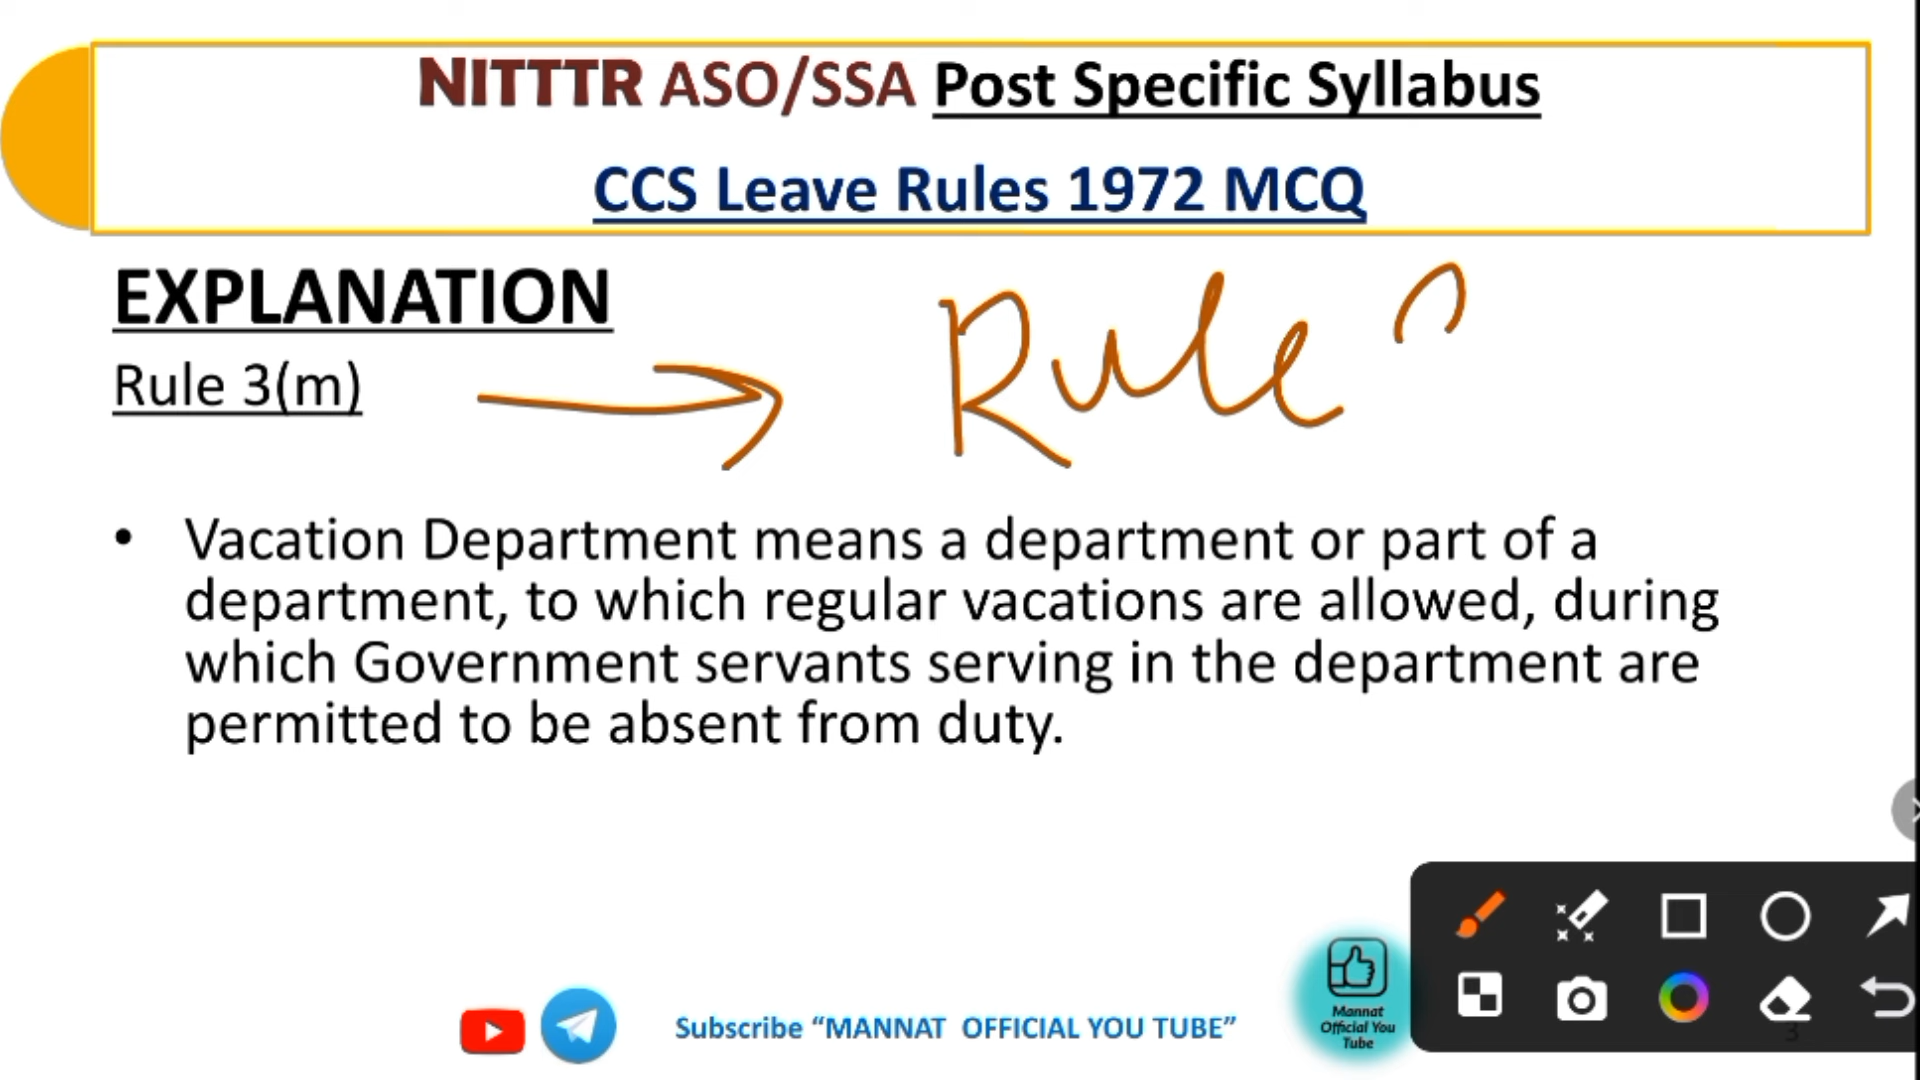 NITTTR ASO/SSA Post Specific Syllabus
CCS Leave Rules 1972 MCQ
EXPLANATION
Rule 3(m)
Rule
• Vacation Department means a department or part of a
department, to which regular vacations are allowed, during
which Government servants serving in the department are
permitted to be absent from duty.
Subscribe “MANNAT OFFICIAL YOU TUBE”
Mannat
Official You
Tube
3